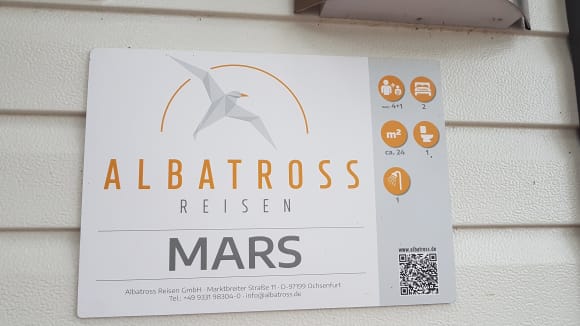 ALBATROSS
REISEN
MARS
Albatross Reisen GmbH · Marktbreiter Straße 11 · D-97199 Ochsenfurt
Tel.: +49 9331 98304-0 · info@albatross.de
4+1
2
m²
ca. 24
1
1
www.albatross.de